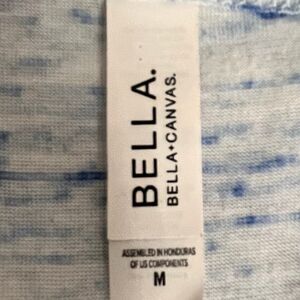 BELLA.
BELLA+CANVAS.
ASSEMBLED IN HONDURAS
OF US COMPONENTS
M